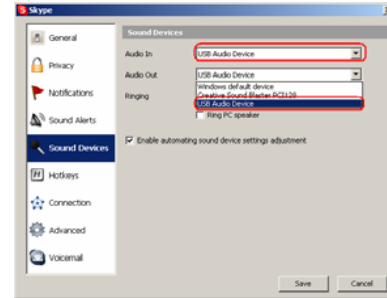 Skype
General
Privacy
Notifications
Sound Alerts
Sound Devices
Hotkeys
Connection
Advanced
Voicemail
Sound Devices
Audio In
USB Audio Device
Audio Out
USB Audio Device
Windows default device
Creative Sound Blaster PCI128
USB Audio Device
Ringing
Ring PC speaker
Enable automating sound device settings adjustment
Save
Cancel